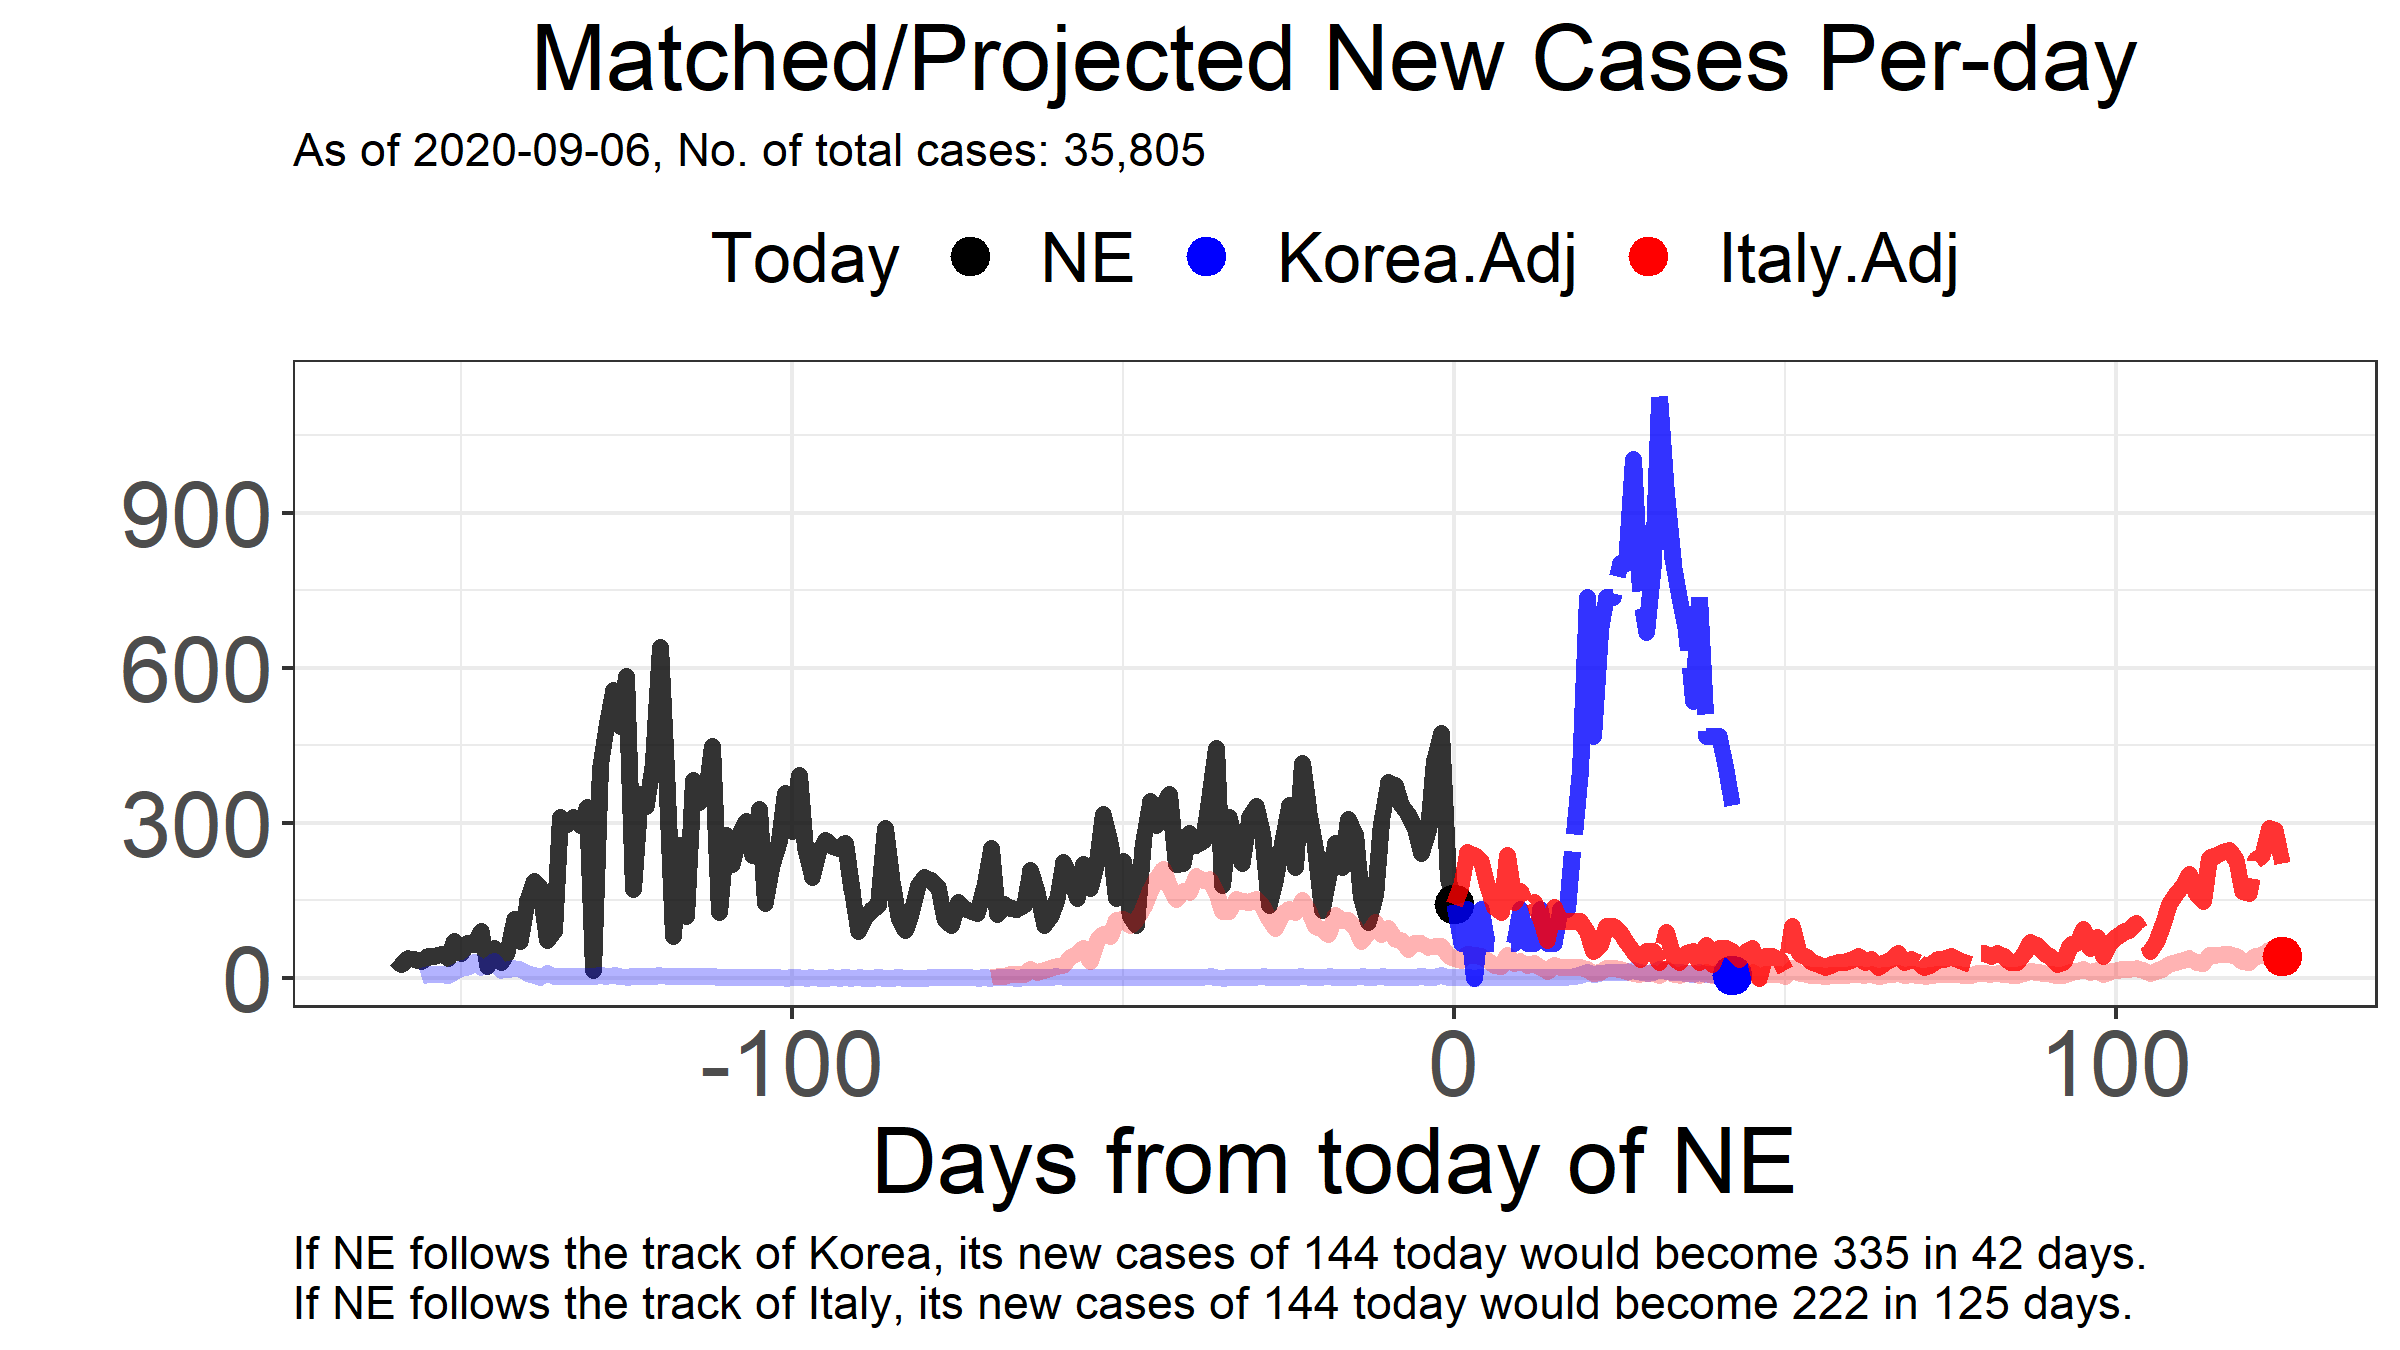 Matched/Projected New Cases Per-day
As of 2020-09-06, No. of total cases: 35,805
Today NE Korea.Adj Italy.Adj
900
600
300
0
-100 0 100
Days from today of NE
If NE follows the track of Korea, its new cases of 144 today would become 335 in 42 days.
If NE follows the track of Italy, its new cases of 144 today would become 222 in 125 days.